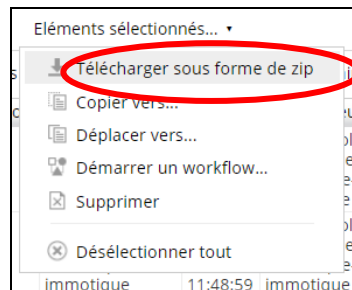 Eléments sélectionnés...
Télécharger sous forme de zip
Copier vers...
Déplacer vers...
Démarrer un workflow...
Supprimer
Désélectionner tout
immotique 11:48:59 immotique